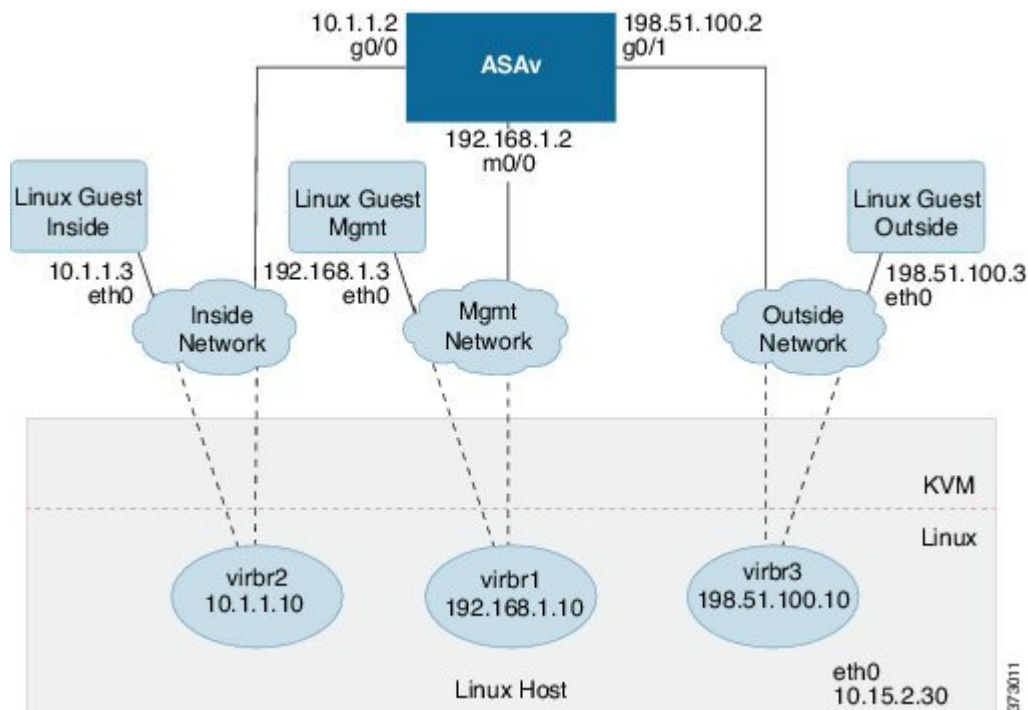 10.1.1.2
g0/0
ASAv
198.51.100.2
g0/1
192.168.1.2
m0/0
Linux Guest
Inside
Linux Guest
Mgmt
Linux Guest
Outside
10.1.1.3
eth0
192.168.1.3
eth0
198.51.100.3
eth0
Inside
Network
Mgmt
Network
Outside
Network
KVM
Linux
virbr2
10.1.1.10
virbr1
192.168.1.10
virbr3
198.51.100.10
Linux Host
eth0
10.15.2.30
373011